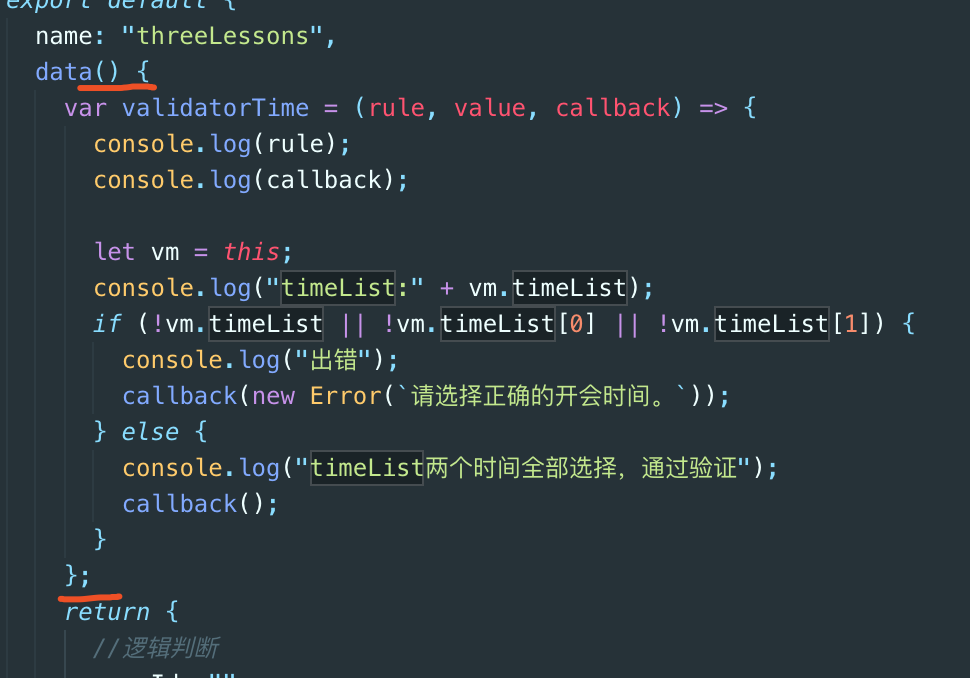 export default {
name: "threeLessons",
data() {
var validatorTime = (rule, value, callback) => {
console.log(rule);
console.log(callback);
let vm = this;
console.log("timeList:" + vm.timeList);
if (!vm.timeList || !vm.timeList[0] || !vm.timeList[1]) {
console.log("出错");
callback(new Error(`请选择正确的开会时间。`));
} else {
console.log("timeList两个时间全部选择，通过验证");
callback();
}
};
return {
//逻辑判断